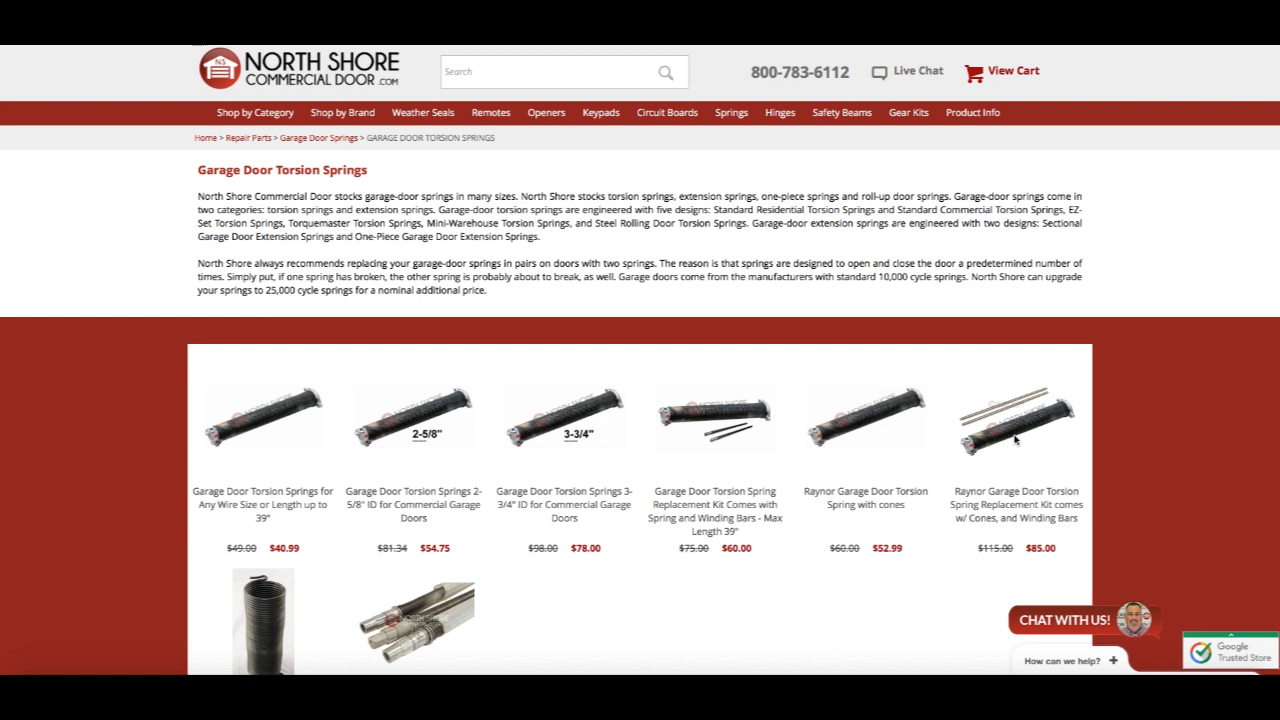 NS
NORTH SHORE
COMMERCIAL DOOR .COM
Search
800-783-6112
Live Chat
View Cart
Shop by Category
Shop by Brand
Weather Seals
Remotes
Openers
Keypads
Circuit Boards
Springs
Hinges
Safety Beams
Gear Kits
Product Info
Home > Repair Parts > Garage Door Springs > GARAGE DOOR TORSION SPRINGS
Garage Door Torsion Springs
North Shore Commercial Door stocks garage-door springs in many sizes. North Shore stocks torsion springs, extension springs, one-piece springs and roll-up door springs. Garage-door springs come in
two categories: torsion springs and extension springs. Garage-door torsion springs are engineered with five designs: Standard Residential Torsion Springs and Standard Commercial Torsion Springs, EZ-
Set Torsion Springs, Torquemaster Torsion Springs, Mini-Warehouse Torsion Springs, and Steel Rolling Door Torsion Springs. Garage-door extension springs are engineered with two designs: Sectional
Garage Door Extension Springs and One-Piece Garage Door Extension Springs.
North Shore always recommends replacing your garage-door springs in pairs on doors with two springs. The reason is that springs are designed to open and close the door a predetermined number of
times. Simply put, if one spring has broken, the other spring is probably about to break, as well. Garage doors come from the manufacturers with standard 10,000 cycle springs. North Shore can upgrade
your springs to 25,000 cycle springs for a nominal additional price.
2-5/8"
3-3/4"
Garage Door Torsion Springs for
Any Wire Size or Length up to
39"
$49.00 $40.99
Garage Door Torsion Springs 2-
5/8" ID for Commercial Garage
Doors
$81.34 $54.75
Garage Door Torsion Springs 3-
3/4" ID for Commercial Garage
Doors
$98.00 $78.00
Garage Door Torsion Spring
Replacement Kit Comes with
Spring and Winding Bars - Max
Length 39"
$75.00 $60.00
Raynor Garage Door Torsion
Spring with cones
$60.00 $52.99
Raynor Garage Door Torsion
Spring Replacement Kit comes
w/ Cones, and Winding Bars
$115.00 $85.00
NORTH SHORE
CHAT WITH US!
How can we help? +
Google
Trusted Store